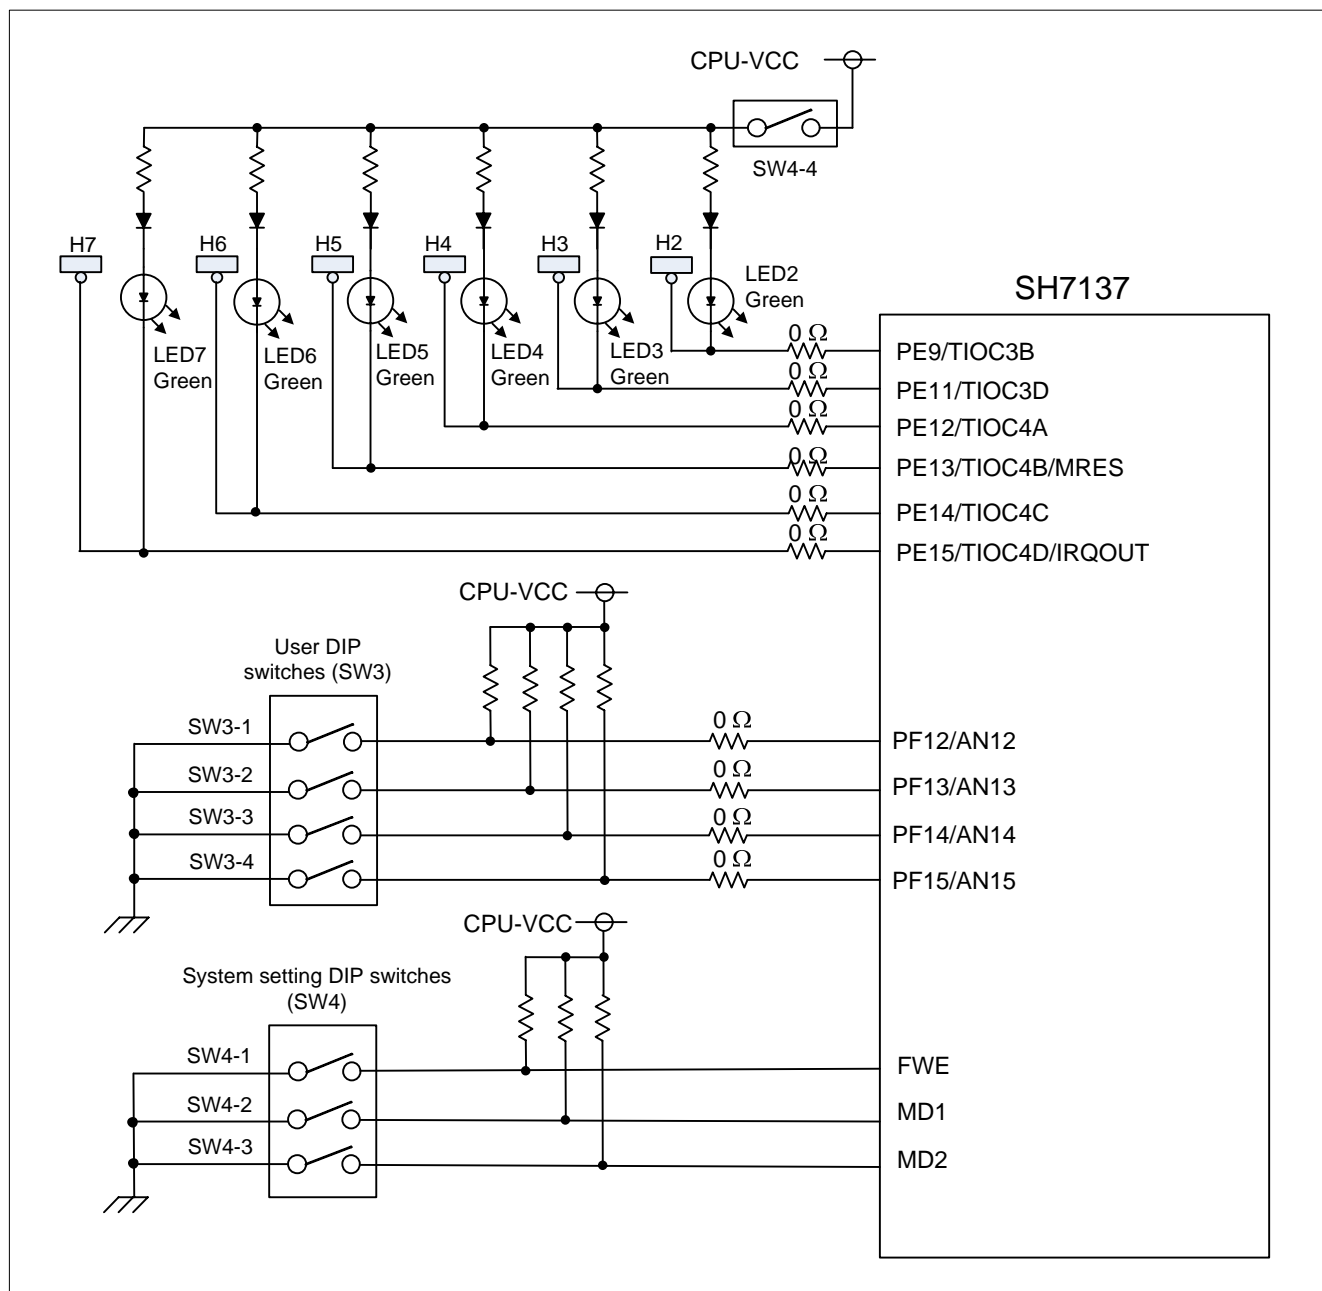 CPU-VCC
SW4-4
H7
H6
H5
H4
H3
H2
LED2
Green
SH7137
LED7
Green
LED6
Green
LED5
Green
LED4
Green
LED3
Green
0 Ω
PE9/TIOC3B
0 Ω
PE11/TIOC3D
0 Ω
PE12/TIOC4A
0 Ω
PE13/TIOC4B/MRES
0 Ω
PE14/TIOC4C
0 Ω
PE15/TIOC4D/IRQOUT
CPU-VCC
User DIP
switches (SW3)
SW3-1
0 Ω
PF12/AN12
SW3-2
0 Ω
PF13/AN13
SW3-3
0 Ω
PF14/AN14
SW3-4
0 Ω
PF15/AN15
CPU-VCC
System setting DIP switches
(SW4)
SW4-1
FWE
SW4-2
MD1
SW4-3
MD2